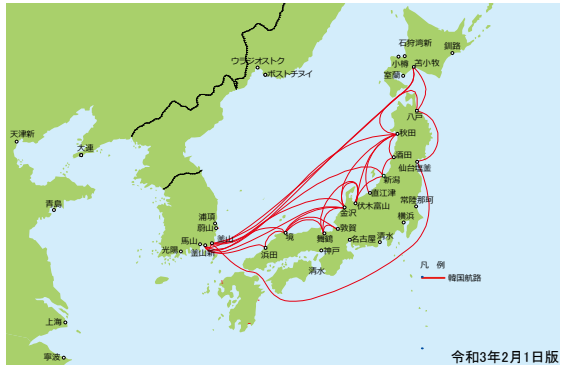 石狩湾新
釧路
小樽
苫小牧
室蘭
ウラジオストク
ボストチヌイ
八戸
天津新
秋田
大連
酒田
仙台塩釜
新潟
直江津
常陸那珂
青島
浦項
蔚山
金沢
伏木富山
横浜
馬山
釜山
敦賀
光陽
釜山新
境
舞鶴
名古屋
清水
浜田
神戸
清水
凡 例
韓国航路
上海
寧波
令和3年2月1日版